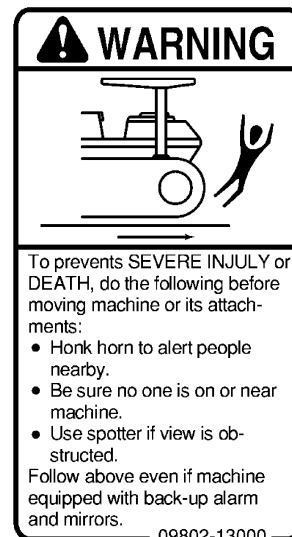 WARNING
To prevents SEVERE INJULY or
DEATH, do the following before
moving machine or its attach-
ments:
● Honk horn to alert people
nearby.
● Be sure no one is on or near
machine.
● Use spotter if view is ob-
structed.
Follow above even if machine
equipped with back-up alarm
and mirrors.
09802-13000